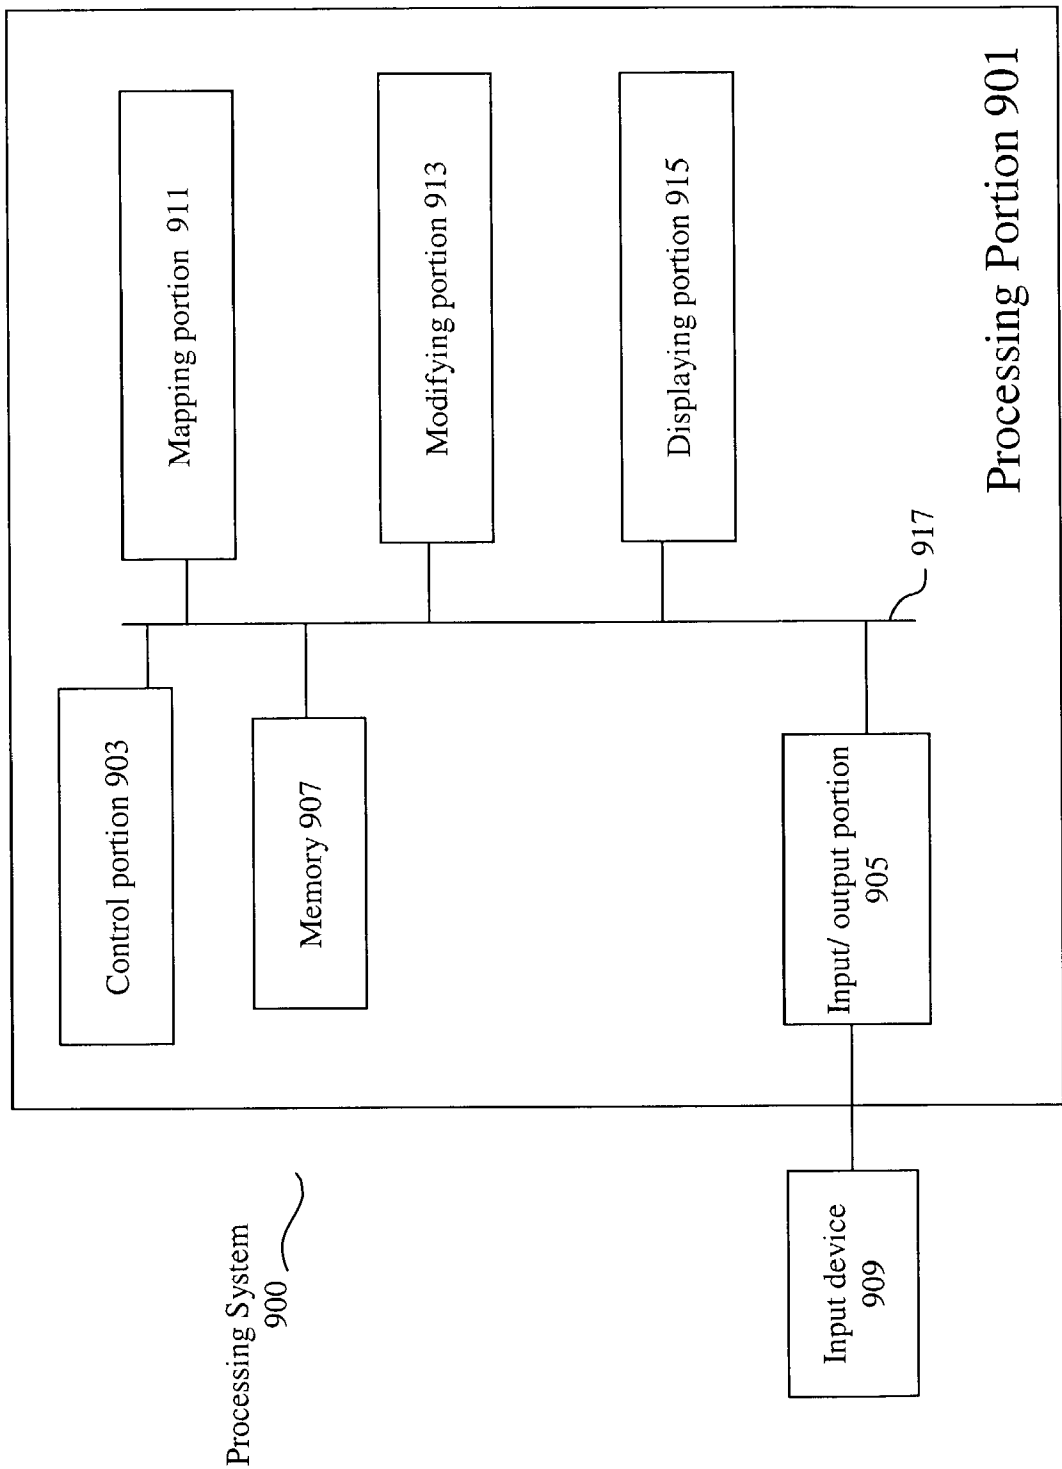 Processing System
900
Control portion 903
Mapping portion 911
Memory 907
Modifying portion 913
Displaying portion 915
Input device
909
Input/ output portion
905
917
Processing Portion 901